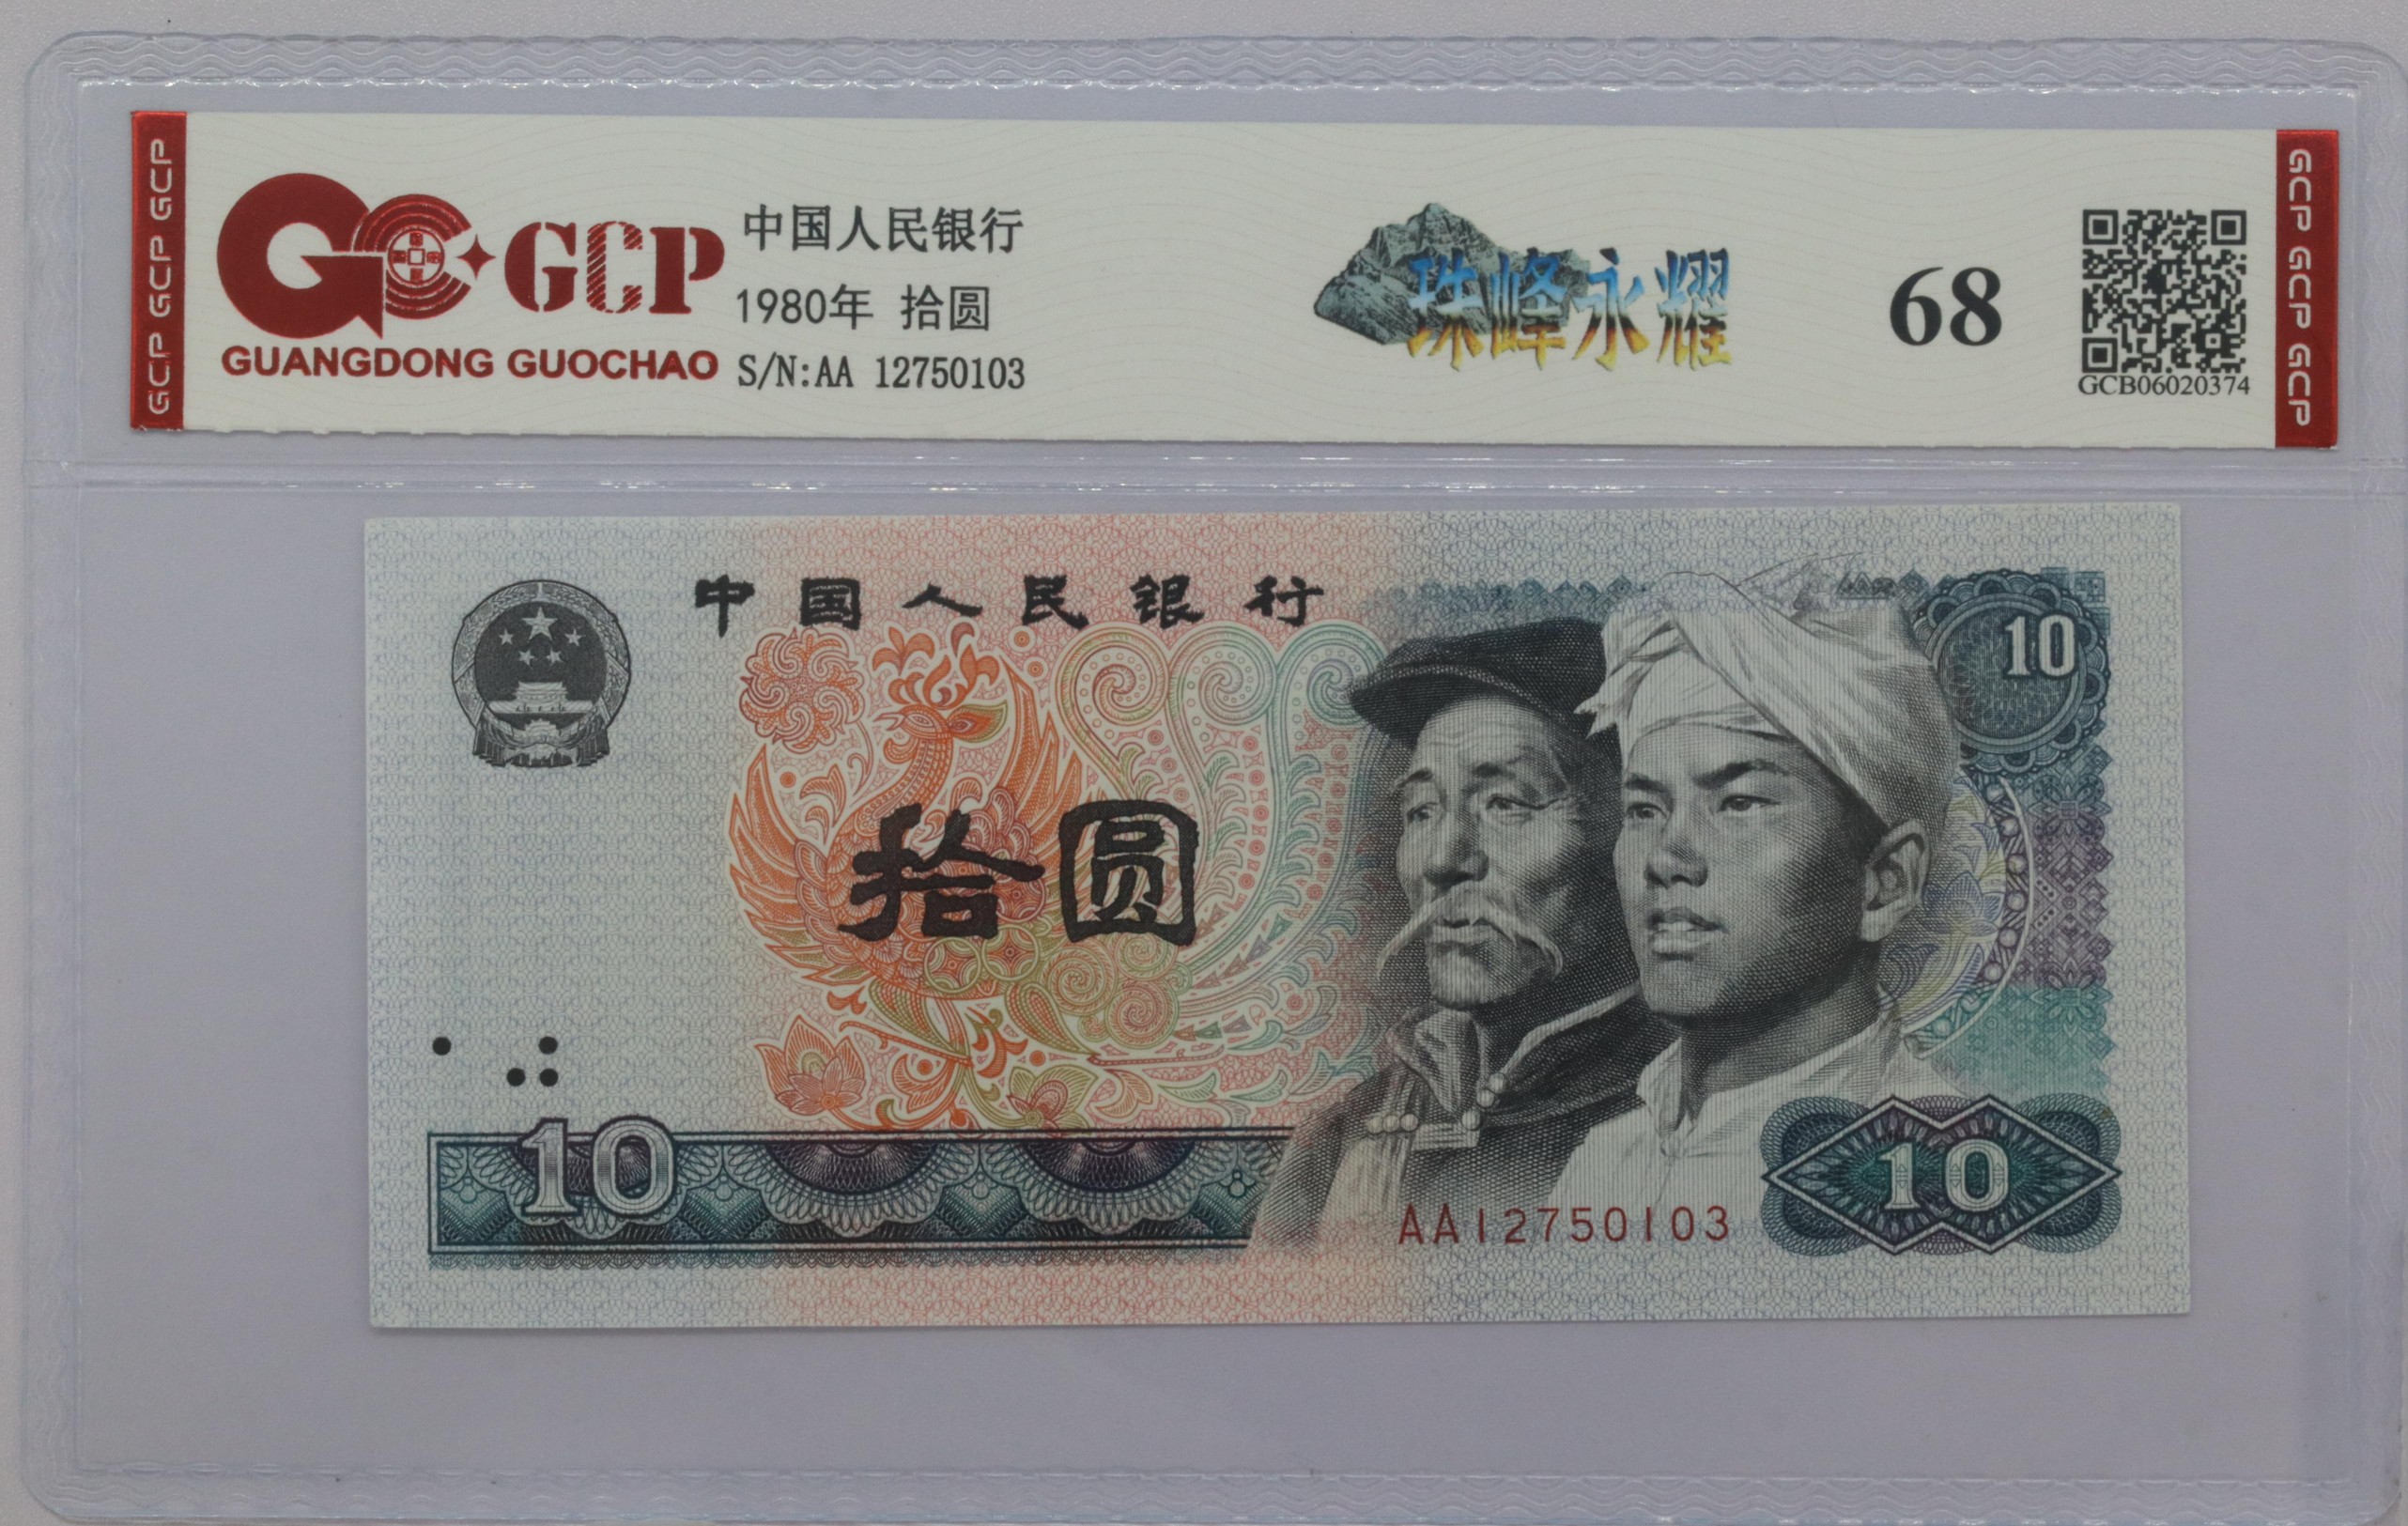 GCP GCP GCP
GCP
GUANGDONG GUOCHAO
中国人民银行
1980年 拾圆
S/N:AA 12750103
珠峰永耀
68
GCB06020374
GCP GCP GCP
中国人民银行
10
拾圆
10
AA12750103
10